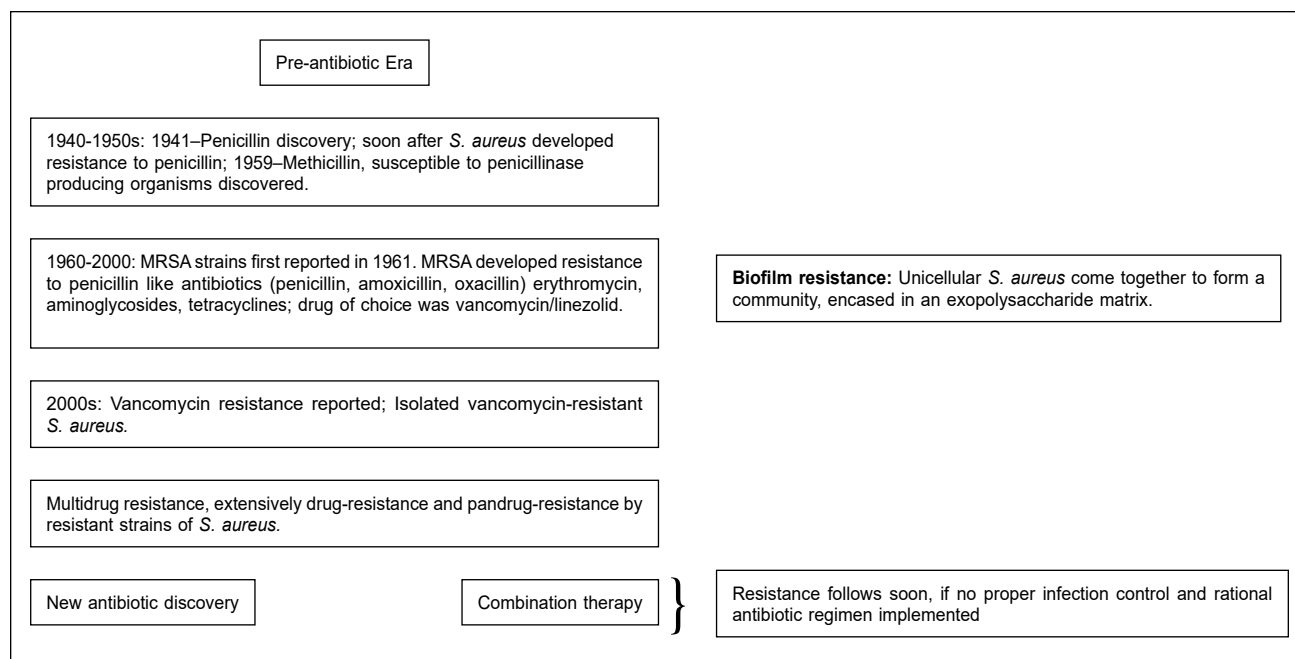 Pre-antibiotic Era
1940-1950s: 1941–Penicillin discovery; soon after S. aureus developed
resistance to penicillin; 1959–Methicillin, susceptible to penicillinase
producing organisms discovered.
1960-2000: MRSA strains first reported in 1961. MRSA developed resistance
to penicillin like antibiotics (penicillin, amoxicillin, oxacillin) erythromycin,
aminoglycosides, tetracyclines; drug of choice was vancomycin/linezolid.
Biofilm resistance: Unicellular S. aureus come together to form a
community, encased in an exopolysaccharide matrix.
2000s: Vancomycin resistance reported; Isolated vancomycin-resistant
S. aureus.
Multidrug resistance, extensively drug-resistance and pandrug-resistance by
resistant strains of S. aureus.
New antibiotic discovery
Combination therapy
Resistance follows soon, if no proper infection control and rational
antibiotic regimen implemented